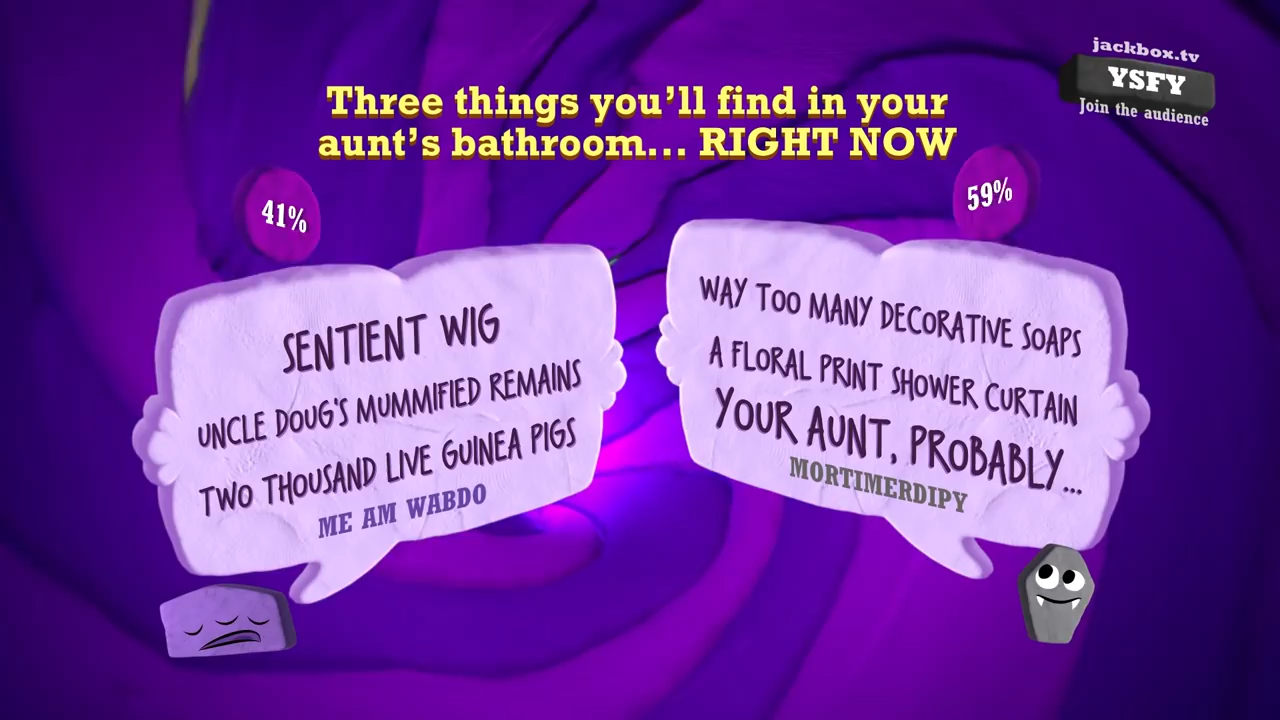 jackbox.tv
YSFY
Join the audience
Three things you'll find in your
aunt's bathroom... RIGHT NOW
41%
SENTIENT WIG
UNCLE DOUG'S MUMMIFIED REMAINS
TWO THOUSAND LIVE GUINEA PIGS
ME AM WABDO
59%
WAY TOO MANY DECORATIVE SOAPS
A FLORAL PRINT SHOWER CURTAIN
YOUR AUNT, PROBABLY...
MORTIMERDIPY